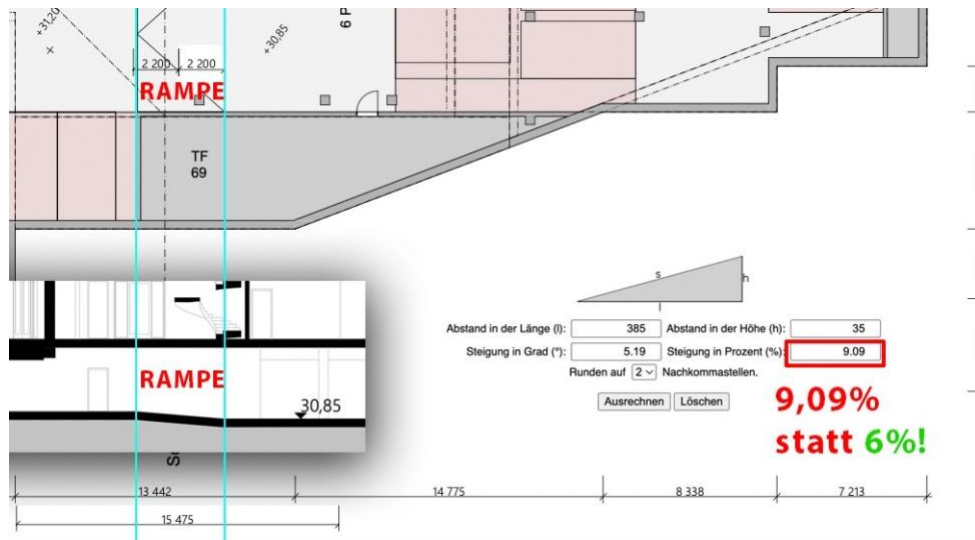 +31,20
+30,85
6 P
2 200 2 200
RAMPE
TF
69
s
h
l
Abstand in der Länge (l): 385 Abstand in der Höhe (h): 35
Steigung in Grad (°): 5.19 Steigung in Prozent (%): 9.09
Runden auf 2 Nachkommastellen.
Ausrechnen Löschen
RAMPE
30,85
9,09%
statt 6%!
13 442 14 775 8 338 7 213
15 475